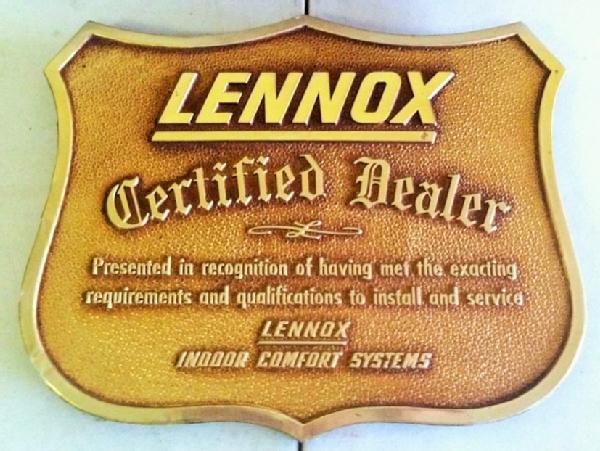 LENNOX
Certified Dealer
Presented in recognition of having met the exacting
requirements and qualifications to install and service
LENNOX
INDOOR COMFORT SYSTEMS